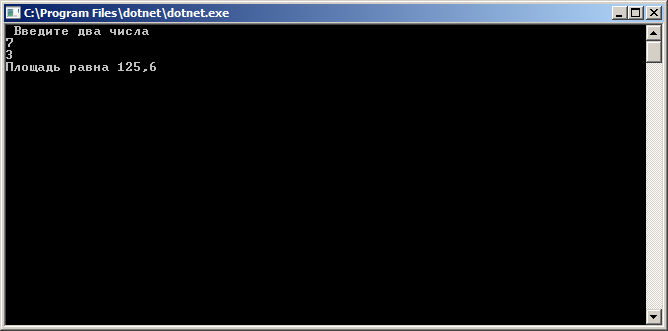 C:\Program Files\dotnet\dotnet.exe
Введите два числа
7
3
Площадь равна 125,6